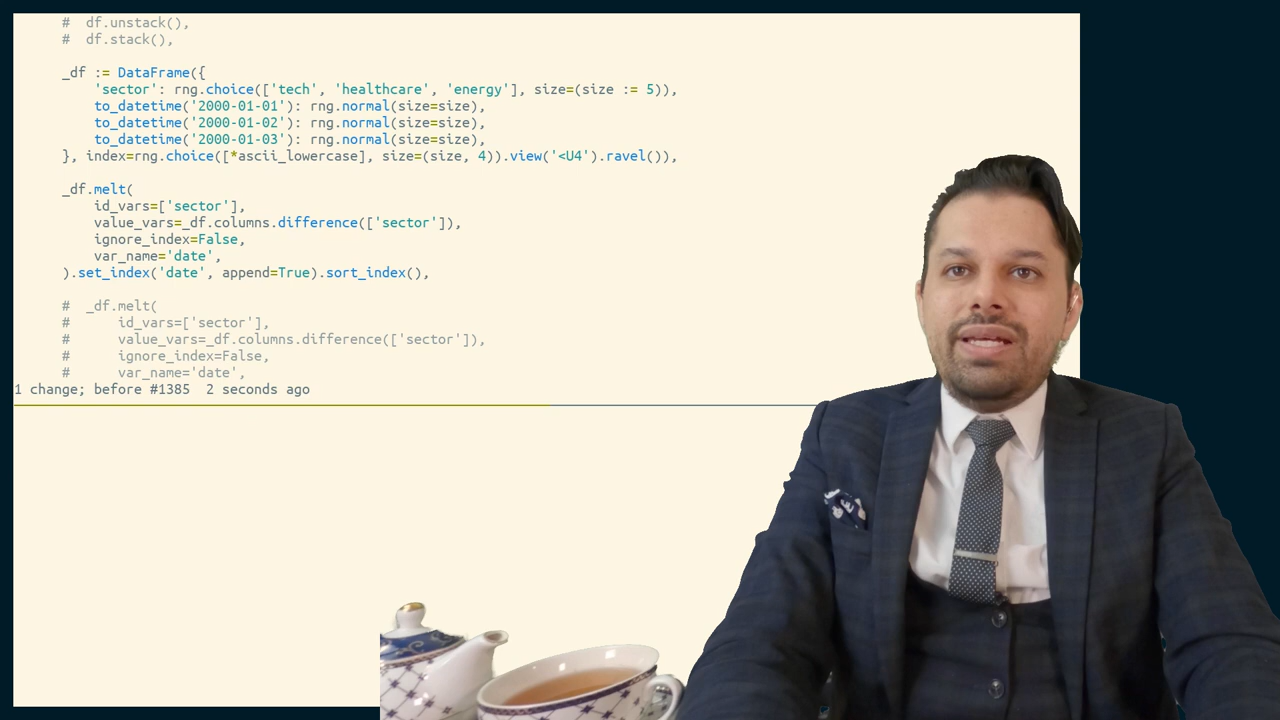 #  df.unstack(),
#  df.stack(),
_df := DataFrame({
'sector': rng.choice(['tech', 'healthcare', 'energy'], size=(size := 5)),
to_datetime('2000-01-01'): rng.normal(size=size),
to_datetime('2000-01-02'): rng.normal(size=size),
to_datetime('2000-01-03'): rng.normal(size=size),
}, index=rng.choice([*ascii_lowercase], size=(size, 4)).view('<U4').ravel()),
_df.melt(
id_vars=['sector'],
value_vars=_df.columns.difference(['sector']),
ignore_index=False,
var_name='date',
).set_index('date', append=True).sort_index(),
#  _df.melt(
#      id_vars=['sector'],
#      value_vars=_df.columns.difference(['sector']),
#      ignore_index=False,
#      var_name='date',
1 change; before #1385  2 seconds ago